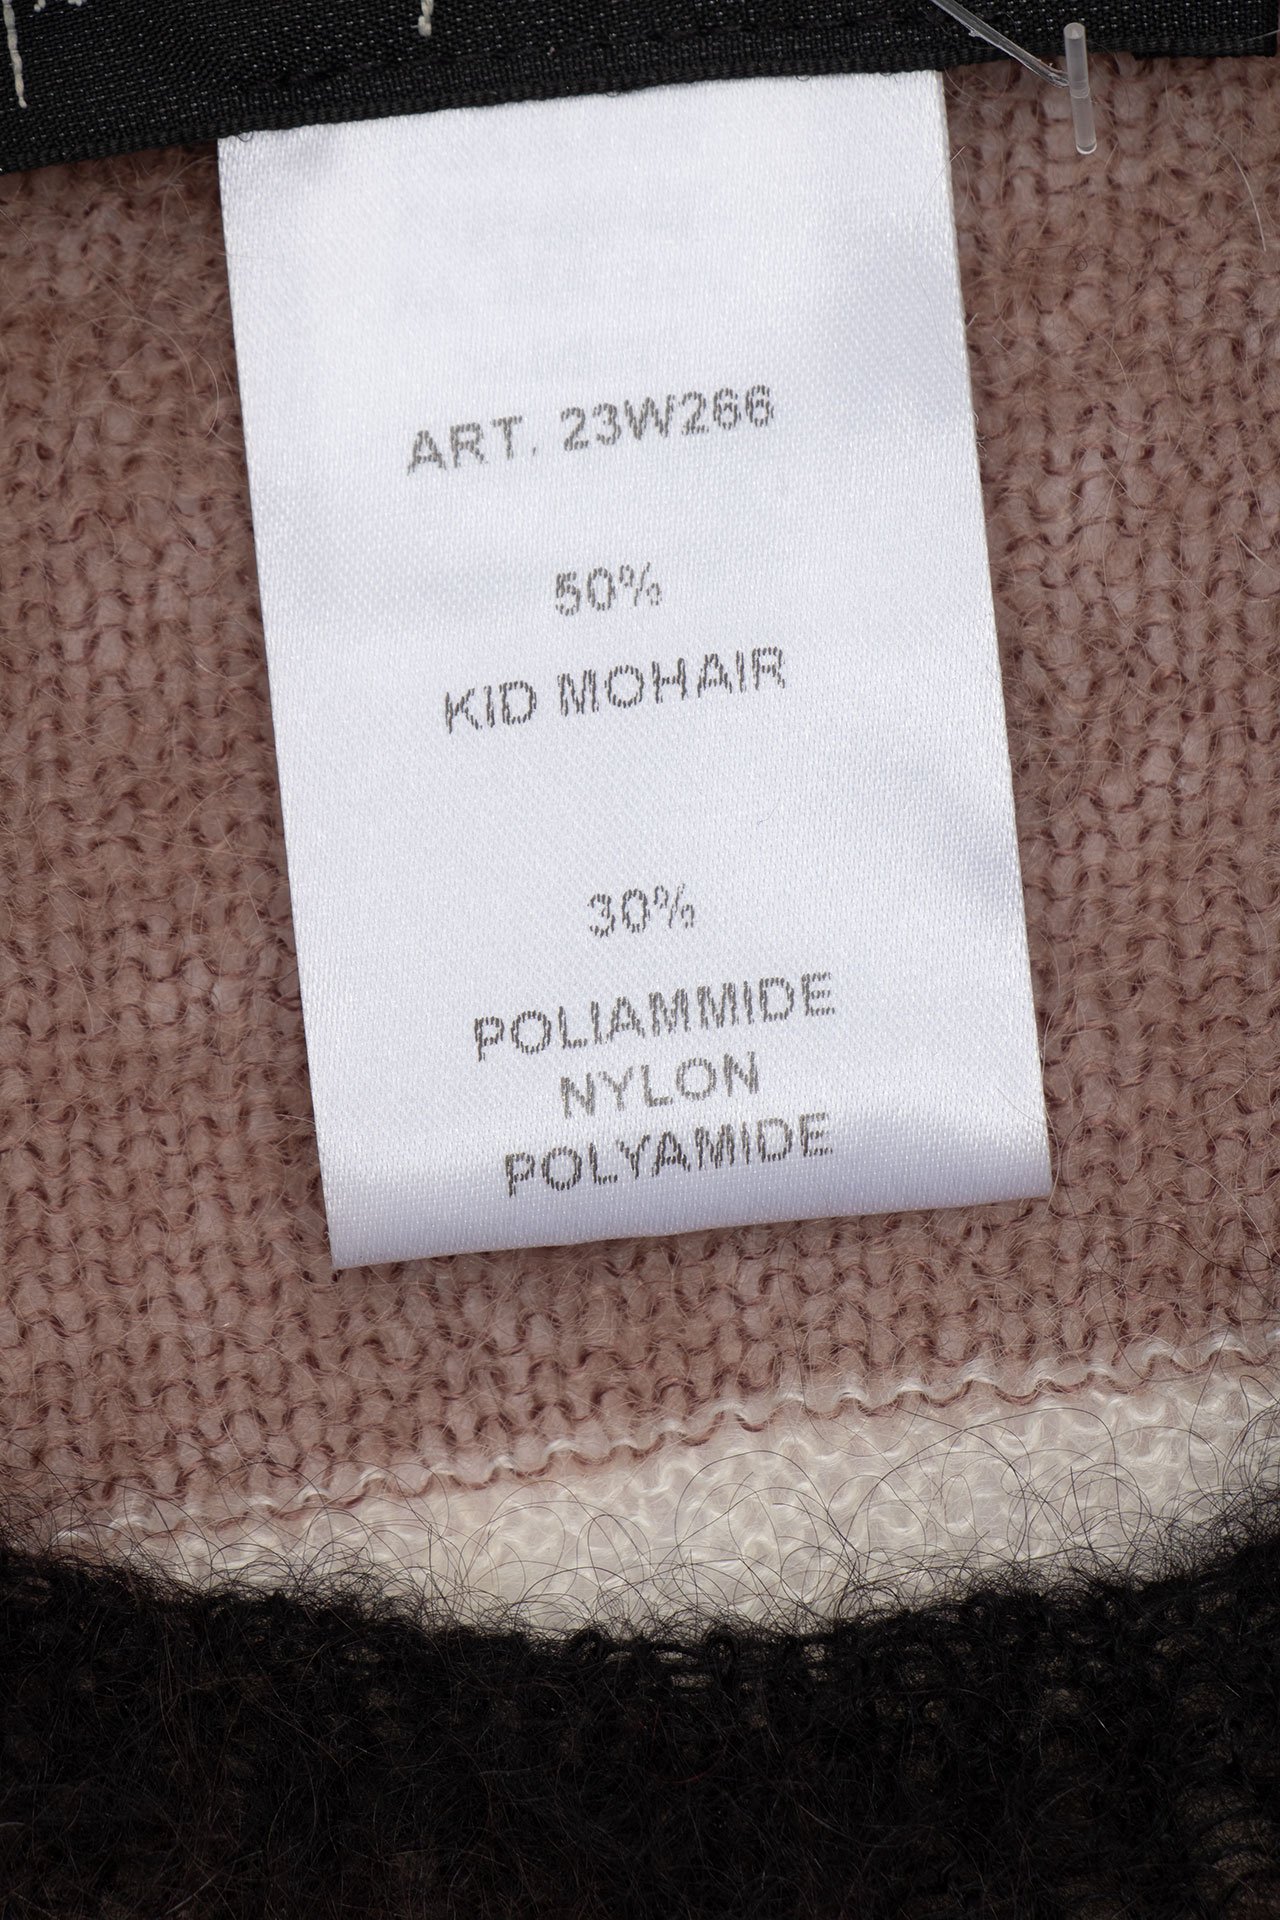 ART. 23W266
50%
KID MOHAIR
30%
POLIAMMIDE
NYLON
POLYAMIDE